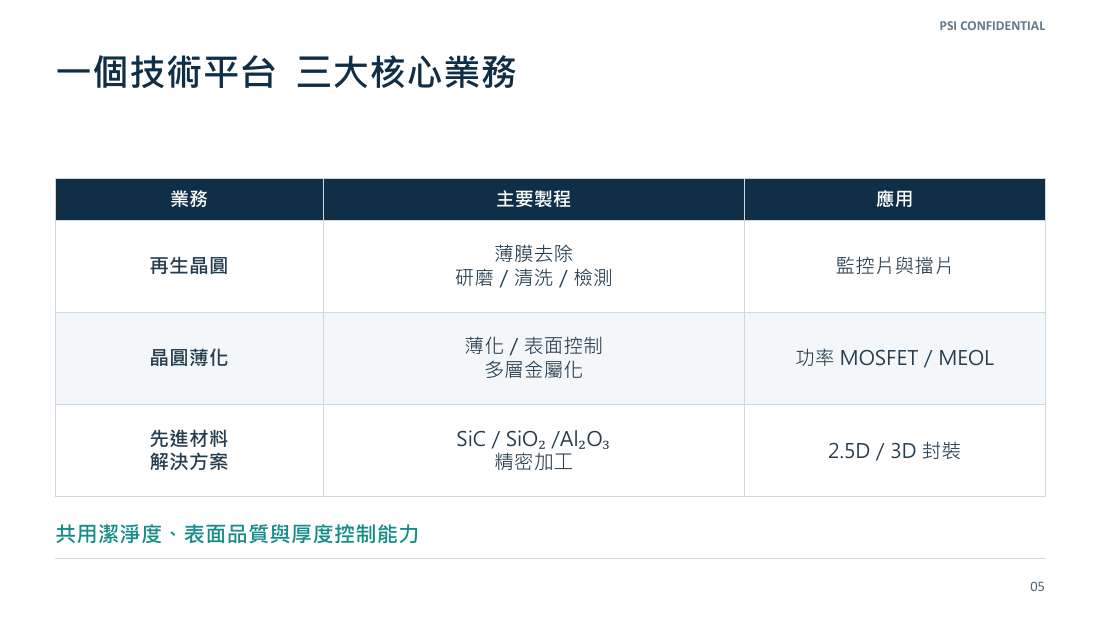 PSI CONFIDENTIAL
一個技術平台 三大核心業務
業務
主要製程
應用
再生晶圓
薄膜去除
研磨 / 清洗 / 檢測
監控片與擋片
晶圓薄化
薄化 / 表面控制
多層金屬化
功率 MOSFET / MEOL
先進材料
解決方案
SiC / SiO₂ /Al₂O₃
精密加工
2.5D / 3D 封裝
共用潔淨度、表面品質與厚度控制能力
05